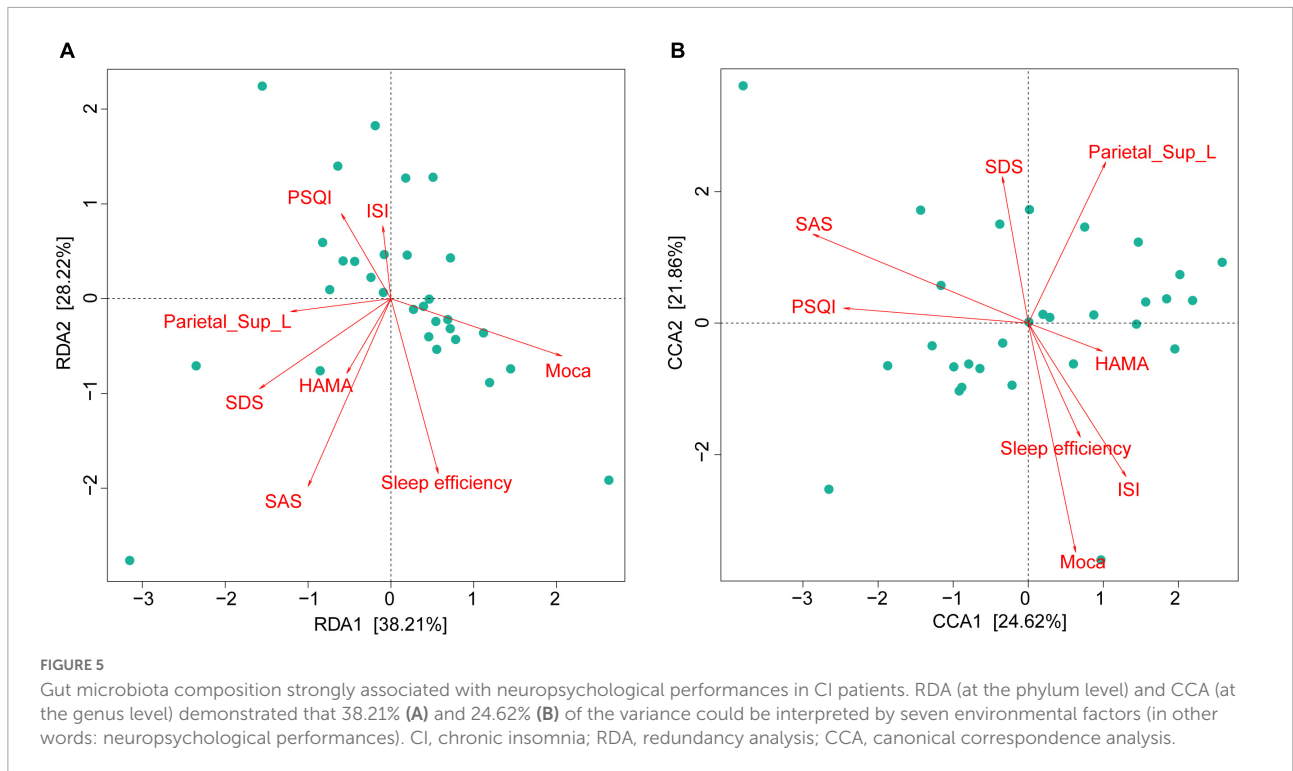 A
B
2
1
0
−1
−2
RDA2 [28.22%]
PSQI
ISI
Parietal_Sup_L
Moca
HAMA
SDS
Sleep efficiency
SAS
−3
−2
−1
0
1
2
RDA1 [38.21%]
2
0
−2
CCA2 [21.86%]
Parietal_Sup_L
SDS
SAS
PSQI
HAMA
Sleep efficiency
ISI
Moca
−3
−2
−1
0
1
2
CCA1 [24.62%]
FIGURE 5
Gut microbiota composition strongly associated with neuropsychological performances in CI patients. RDA (at the phylum level) and CCA (at
the genus level) demonstrated that 38.21% (A) and 24.62% (B) of the variance could be interpreted by seven environmental factors (in other
words: neuropsychological performances). CI, chronic insomnia; RDA, redundancy analysis; CCA, canonical correspondence analysis.